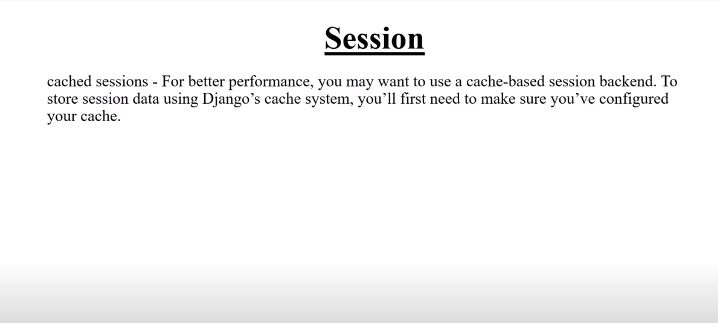 Session
cached sessions - For better performance, you may want to use a cache-based session backend. To
store session data using Django’s cache system, you’ll first need to make sure you’ve configured
your cache.